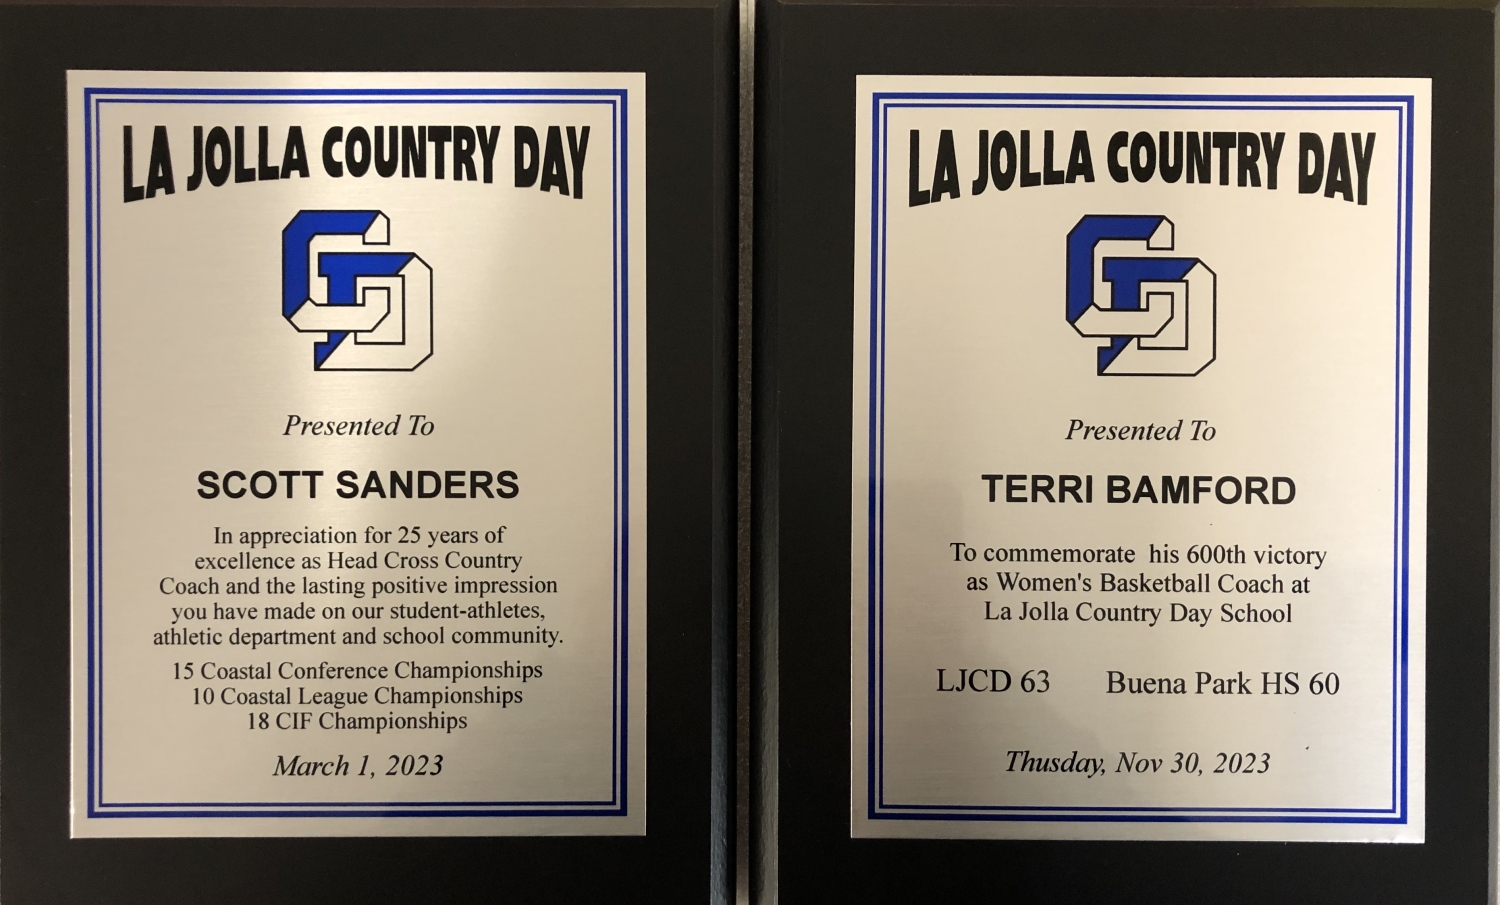 LA JOLLA COUNTRY DAY
CD
Presented To
SCOTT SANDERS
In appreciation for 25 years of
excellence as Head Cross Country
Coach and the lasting positive impression
you have made on our student-athletes,
athletic department and school community.
15 Coastal Conference Championships
10 Coastal League Championships
18 CIF Championships
March 1, 2023
LA JOLLA COUNTRY DAY
CD
Presented To
TERRI BAMFORD
To commemorate his 600th victory
as Women's Basketball Coach at
La Jolla Country Day School
LJCD 63 Buena Park HS 60
Thusday, Nov 30, 2023